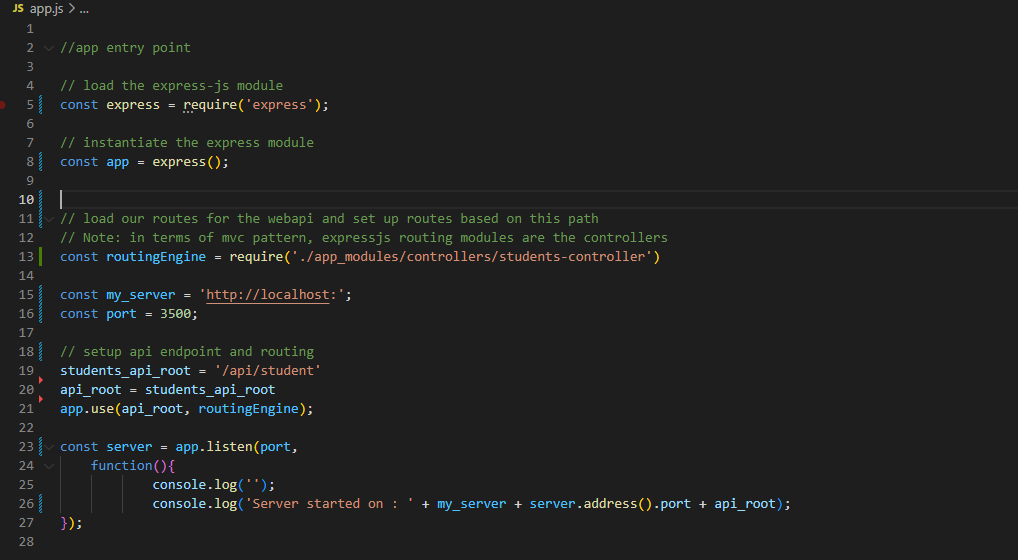 JS app.js > ...
1
2 //app entry point
3
4 // load the express-js module
5 const express = require('express');
6
7 // instantiate the express module
8 const app = express();
9
10
11 // load our routes for the webapi and set up routes based on this path
12 // Note: in terms of mvc pattern, expressjs routing modules are the controllers
13 const routingEngine = require('./app_modules/controllers/students-controller')
14
15 const my_server = 'http://localhost:';
16 const port = 3500;
17
18 // setup api endpoint and routing
19 students_api_root = '/api/student'
20 api_root = students_api_root
21 app.use(api_root, routingEngine);
22
23 const server = app.listen(port,
24 function(){
25 console.log('');
26 console.log('Server started on : ' + my_server + server.address().port + api_root);
27 });
28